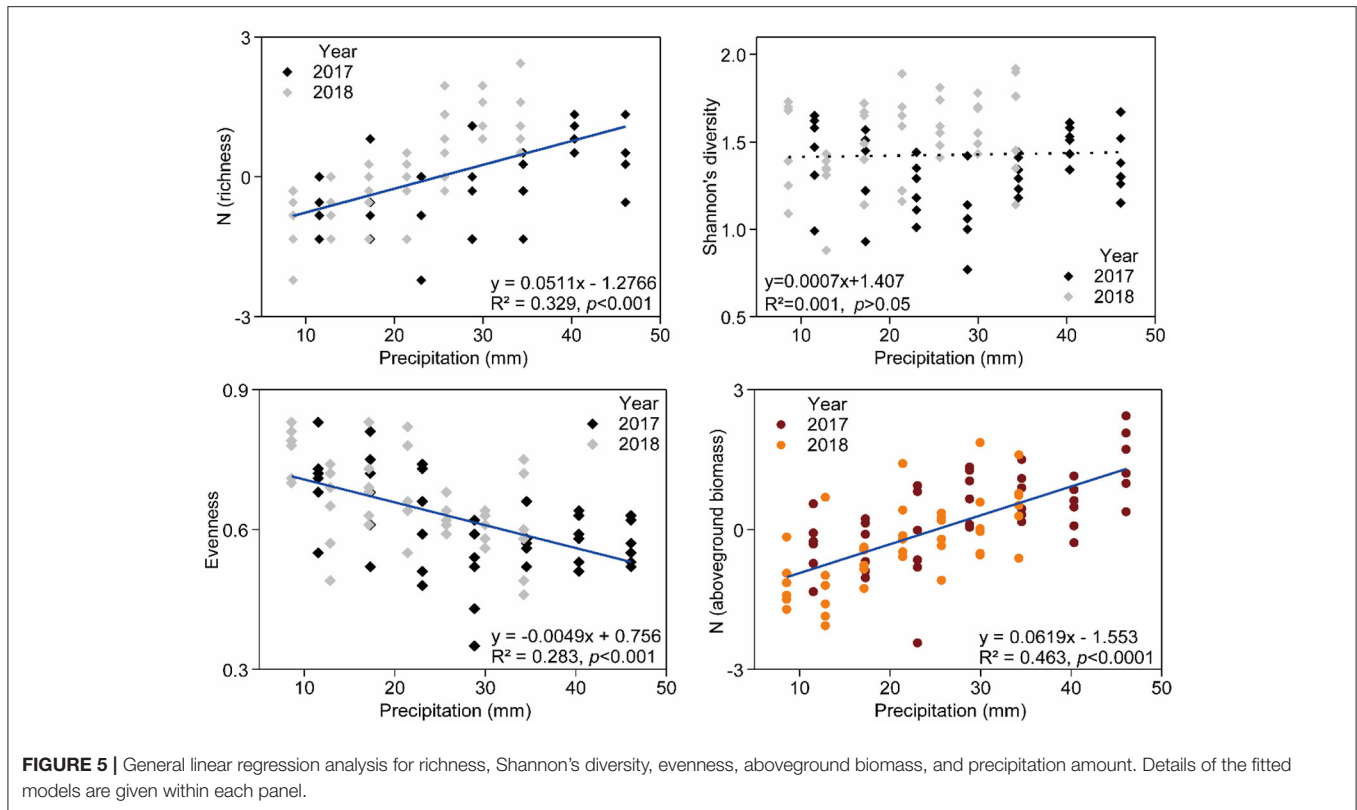 3
0
-3
N (richness)
Year
2017
2018
y = 0.0511x - 1.2766
R² = 0.329, p<0.001
10 20 30 40 50
Precipitation (mm)
2.0
1.5
1.0
0.5
Shannon's diversity
Year
2017
2018
y=0.0007x+1.407
R²=0.001, p>0.05
10 20 30 40 50
Precipitation (mm)
0.9
0.6
0.3
Evenness
Year
2017
2018
y = -0.0049x + 0.756
R² = 0.283, p<0.001
10 20 30 40 50
Precipitation (mm)
3
0
-3
N (aboveground biomass)
Year
2017
2018
y = 0.0619x - 1.553
R² = 0.463, p<0.0001
10 20 30 40 50
Precipitation (mm)
FIGURE 5 | General linear regression analysis for richness, Shannon's diversity, evenness, aboveground biomass, and precipitation amount. Details of the fitted
models are given within each panel.